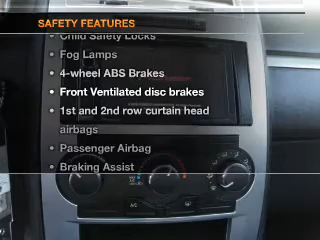 SAFETY FEATURES
• Child Safety Locks
• Fog Lamps
• 4-wheel ABS Brakes
• Front Ventilated disc brakes
• 1st and 2nd row curtain head
airbags
• Passenger Airbag
• Braking Assist
A/C